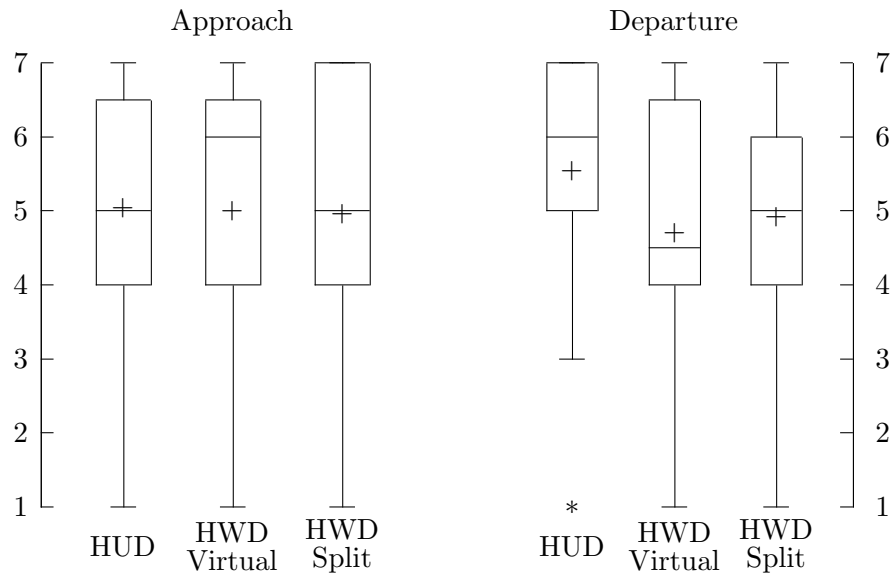 Approach
Departure
7
6
5
4
3
2
1
HUD
HWD
Virtual
HWD
Split
*
HUD
HWD
Virtual
HWD
Split
7
6
5
4
3
2
1